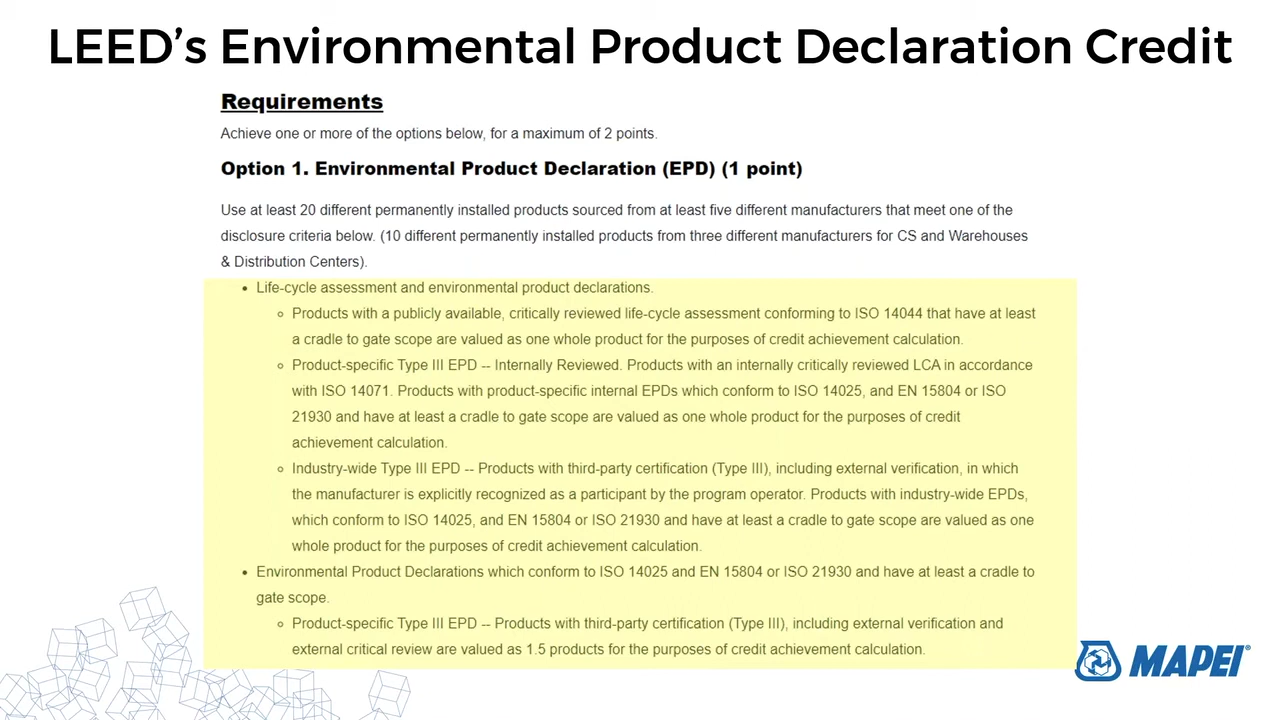 LEED’s Environmental Product Declaration Credit
Requirements
Achieve one or more of the options below, for a maximum of 2 points.
Option 1. Environmental Product Declaration (EPD) (1 point)
Use at least 20 different permanently installed products sourced from at least five different manufacturers that meet one of the
disclosure criteria below. (10 different permanently installed products from three different manufacturers for CS and Warehouses
& Distribution Centers).
• Life-cycle assessment and environmental product declarations.
◦ Products with a publicly available, critically reviewed life-cycle assessment conforming to ISO 14044 that have at least
a cradle to gate scope are valued as one whole product for the purposes of credit achievement calculation.
◦ Product-specific Type III EPD -- Internally Reviewed. Products with an internally critically reviewed LCA in accordance
with ISO 14071. Products with product-specific internal EPDs which conform to ISO 14025, and EN 15804 or ISO
21930 and have at least a cradle to gate scope are valued as one whole product for the purposes of credit
achievement calculation.
◦ Industry-wide Type III EPD -- Products with third-party certification (Type III), including external verification, in which
the manufacturer is explicitly recognized as a participant by the program operator. Products with industry-wide EPDs,
which conform to ISO 14025, and EN 15804 or ISO 21930 and have at least a cradle to gate scope are valued as one
whole product for the purposes of credit achievement calculation.
• Environmental Product Declarations which conform to ISO 14025 and EN 15804 or ISO 21930 and have at least a cradle to
gate scope.
◦ Product-specific Type III EPD -- Products with third-party certification (Type III), including external verification and
external critical review are valued as 1.5 products for the purposes of credit achievement calculation.
MAPEI®